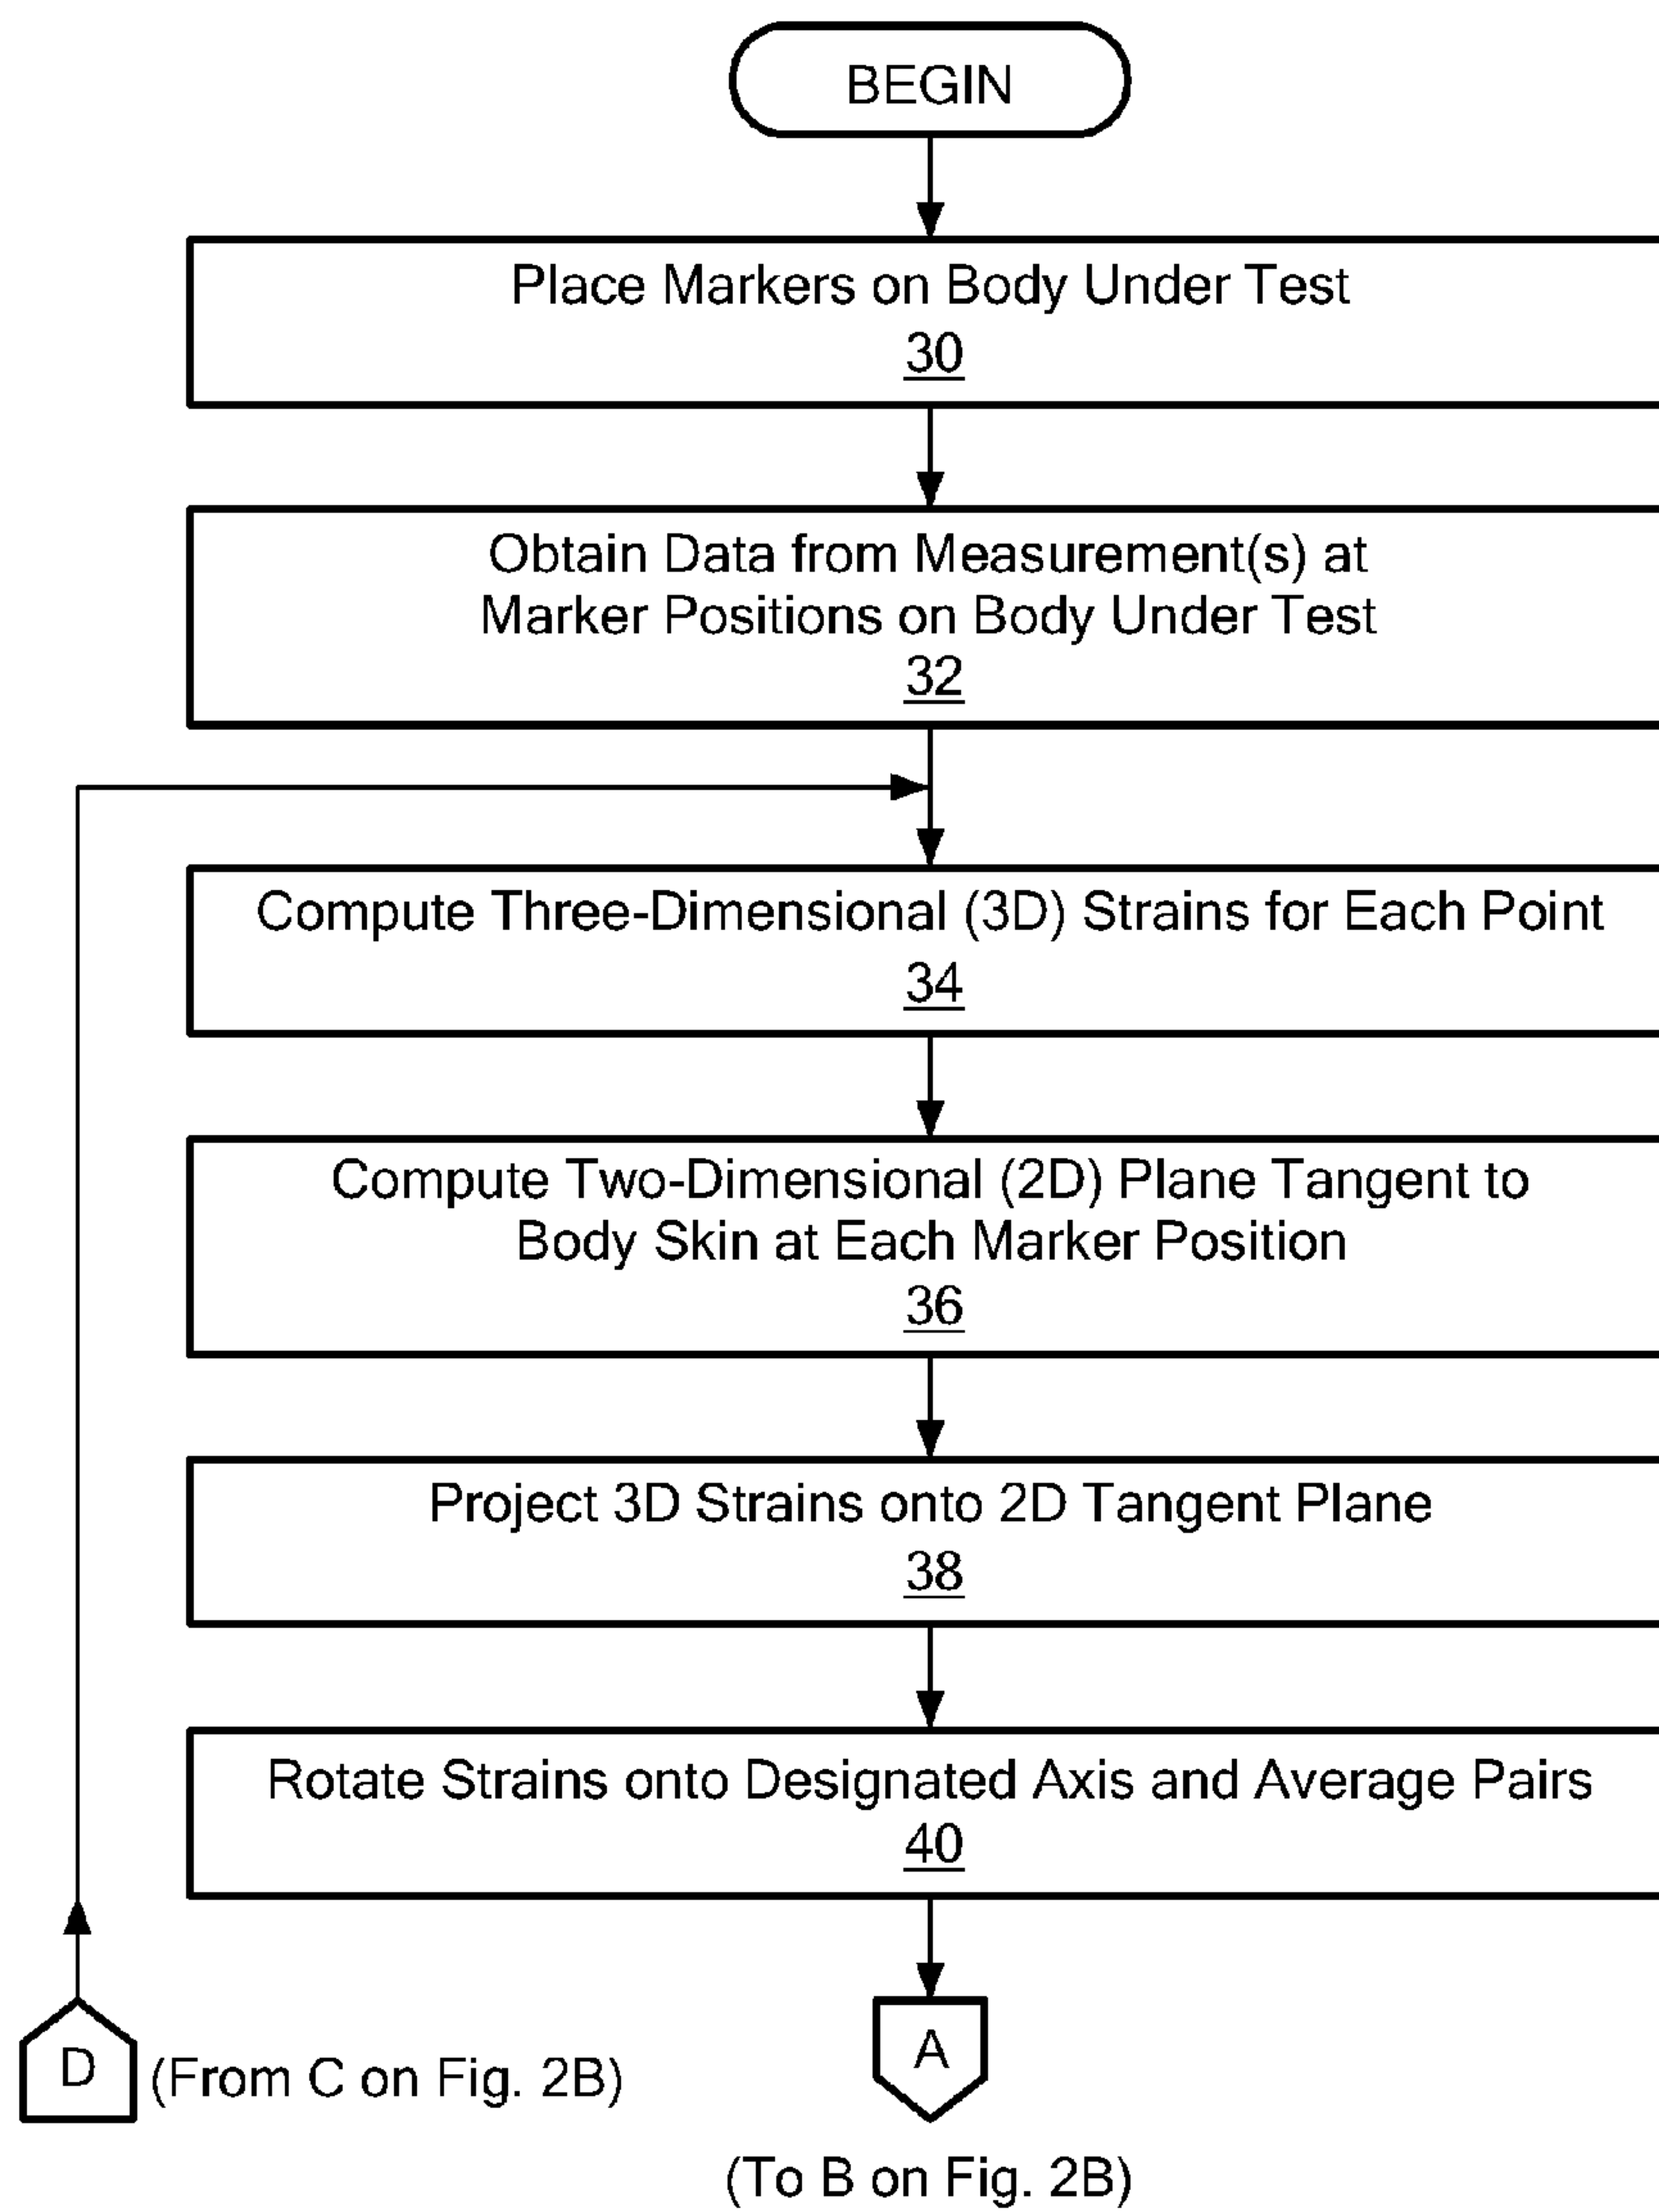 BEGIN
Place Markers on Body Under Test
30
Obtain Data from Measurement(s) at
Marker Positions on Body Under Test
32
Compute Three-Dimensional (3D) Strains for Each Point
34
Compute Two-Dimensional (2D) Plane Tangent to
Body Skin at Each Marker Position
36
Project 3D Strains onto 2D Tangent Plane
38
Rotate Strains onto Designated Axis and Average Pairs
40
D
(From C on Fig. 2B)
A
(To B on Fig. 2B)